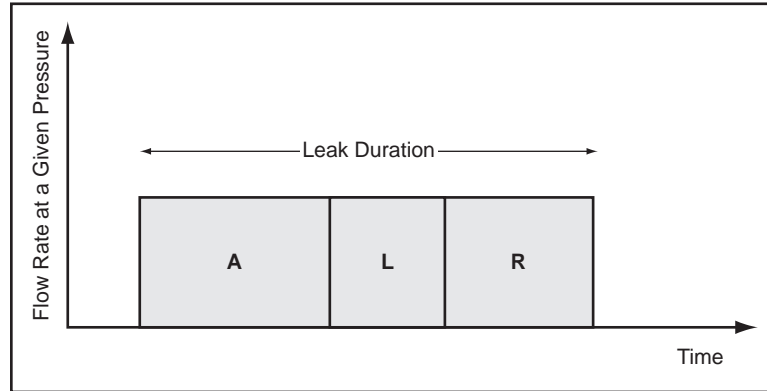 Flow Rate at a Given Pressure
Leak Duration
A
L
R
Time